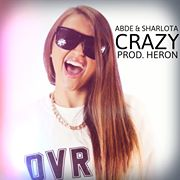 ABDE & SHARLOTA
CRAZY
PROD. HERON
OVR